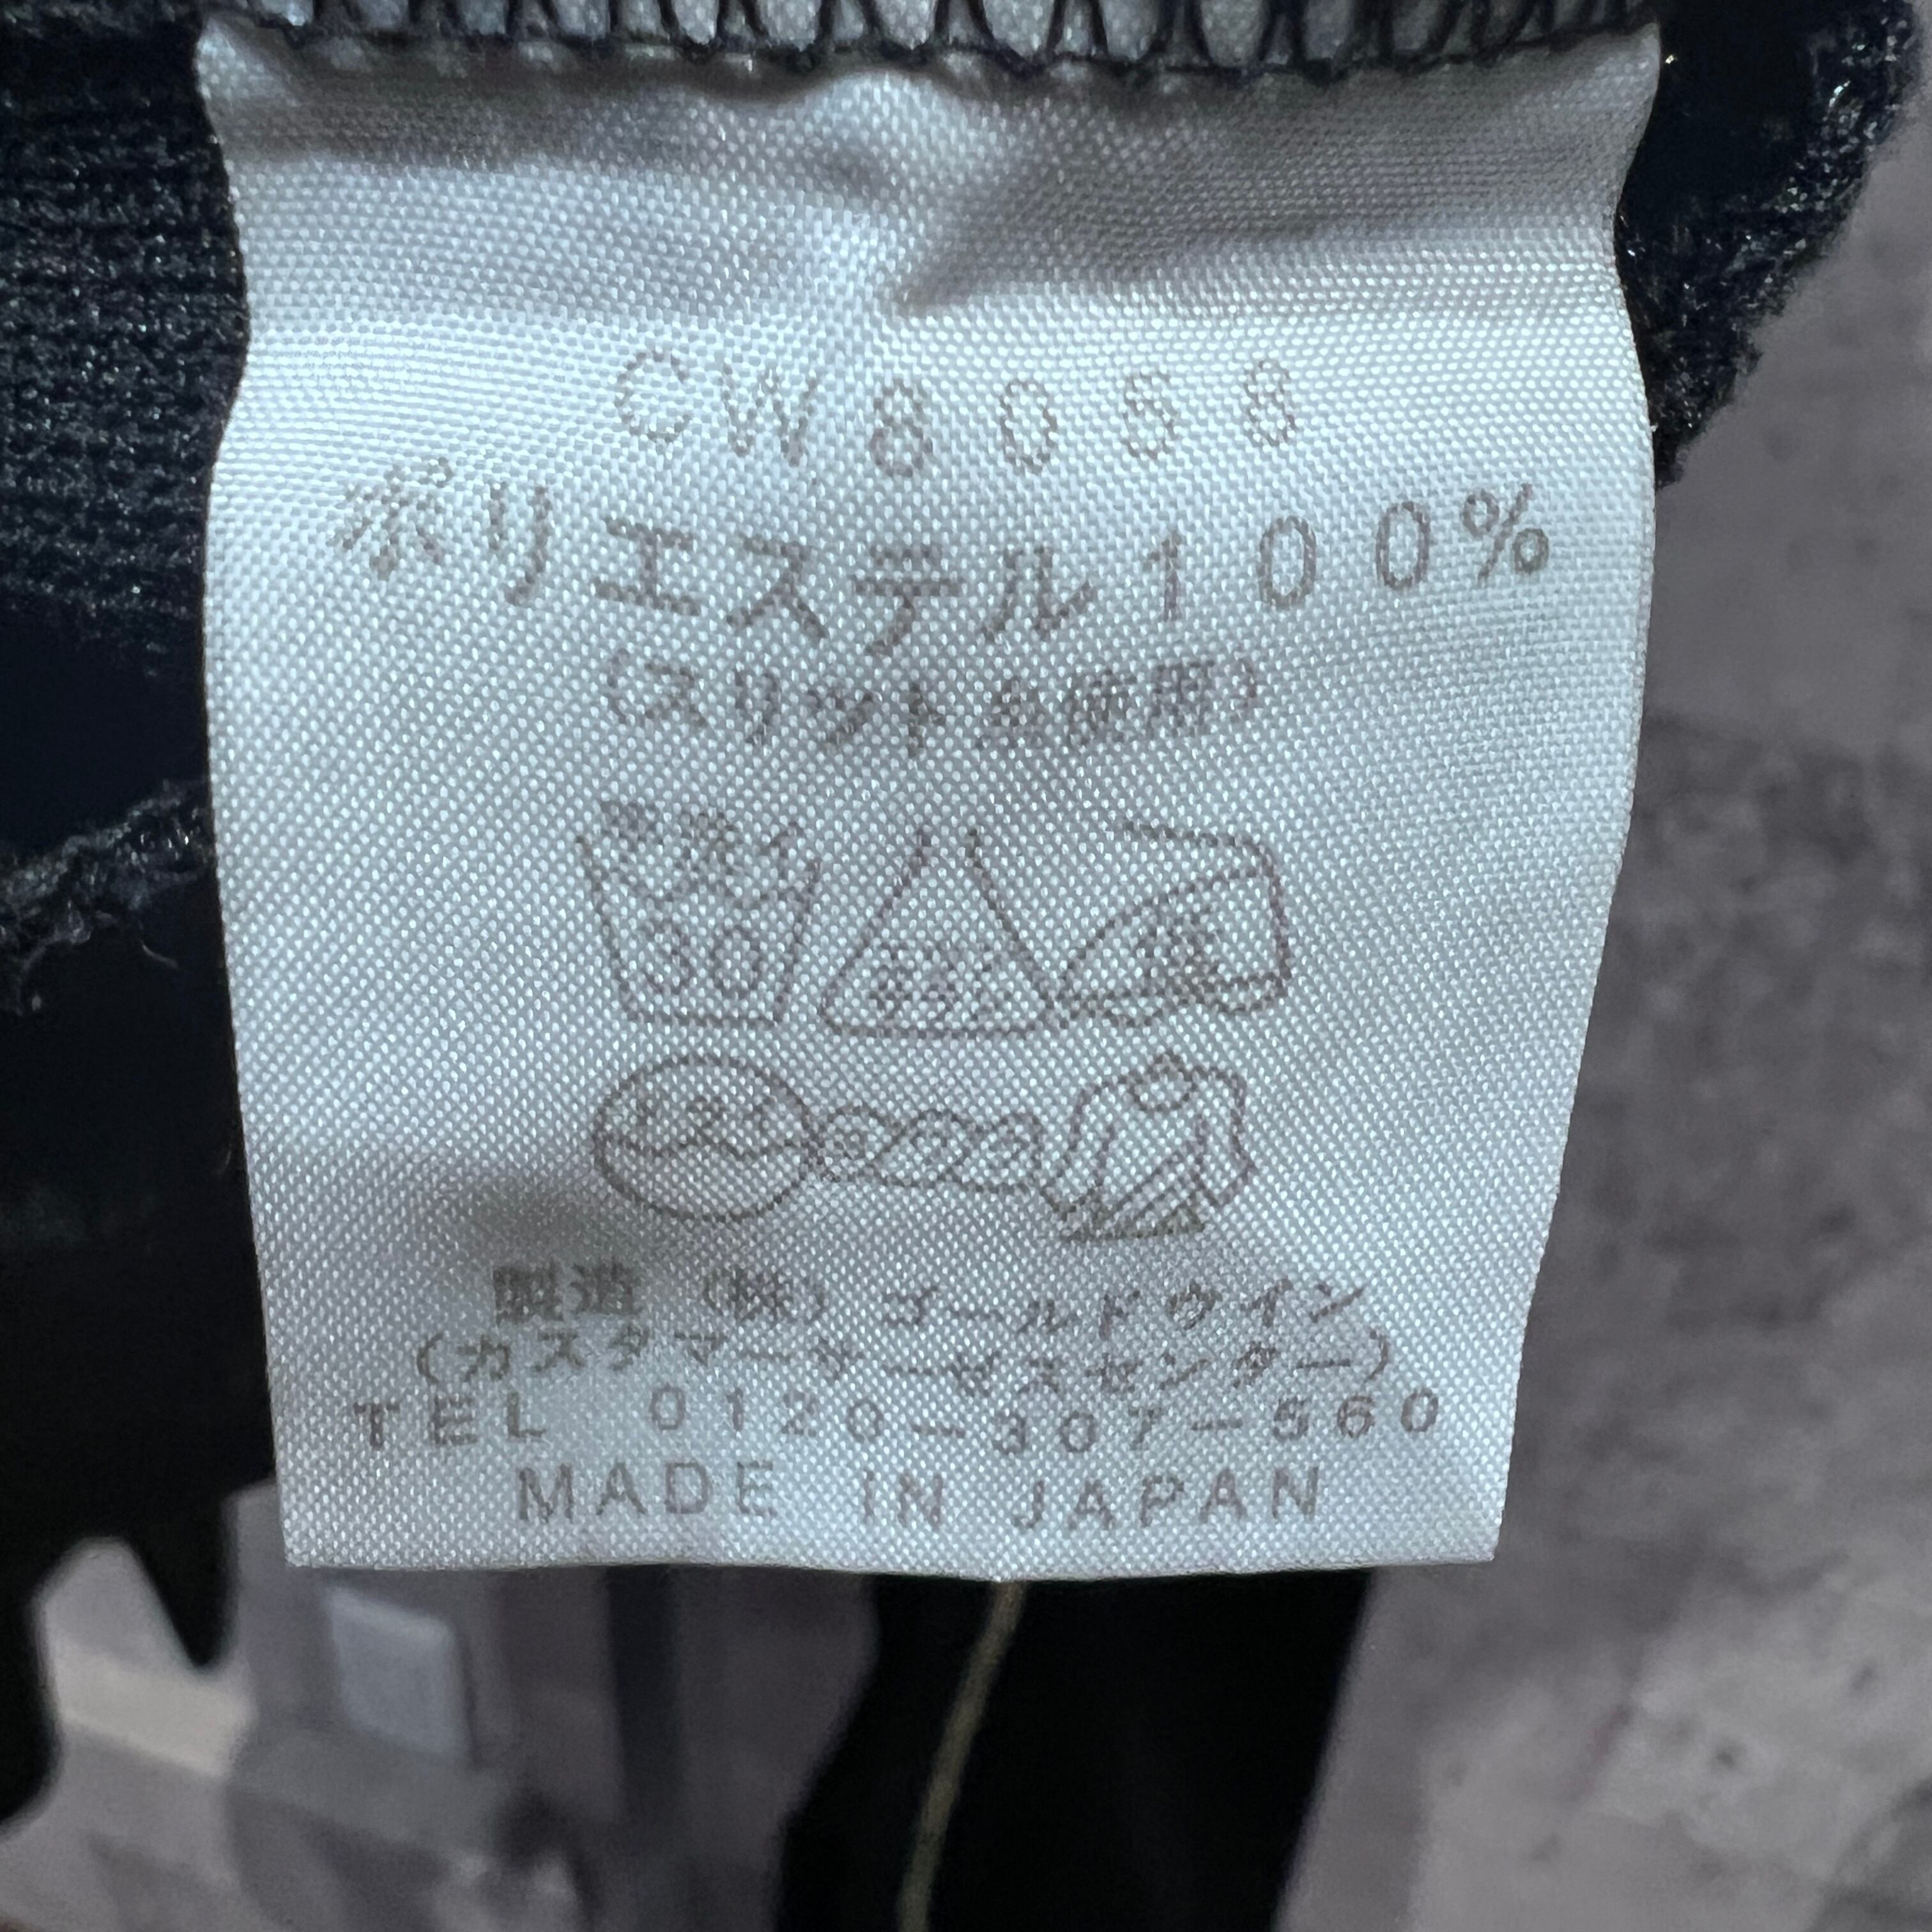 CW8058
ポリエステル100%
(スリット糸使用)
30
製造 (株) ゴールドウイン
(カスタマーサービスセンター)
TEL 0120-307-560
MADE IN JAPAN